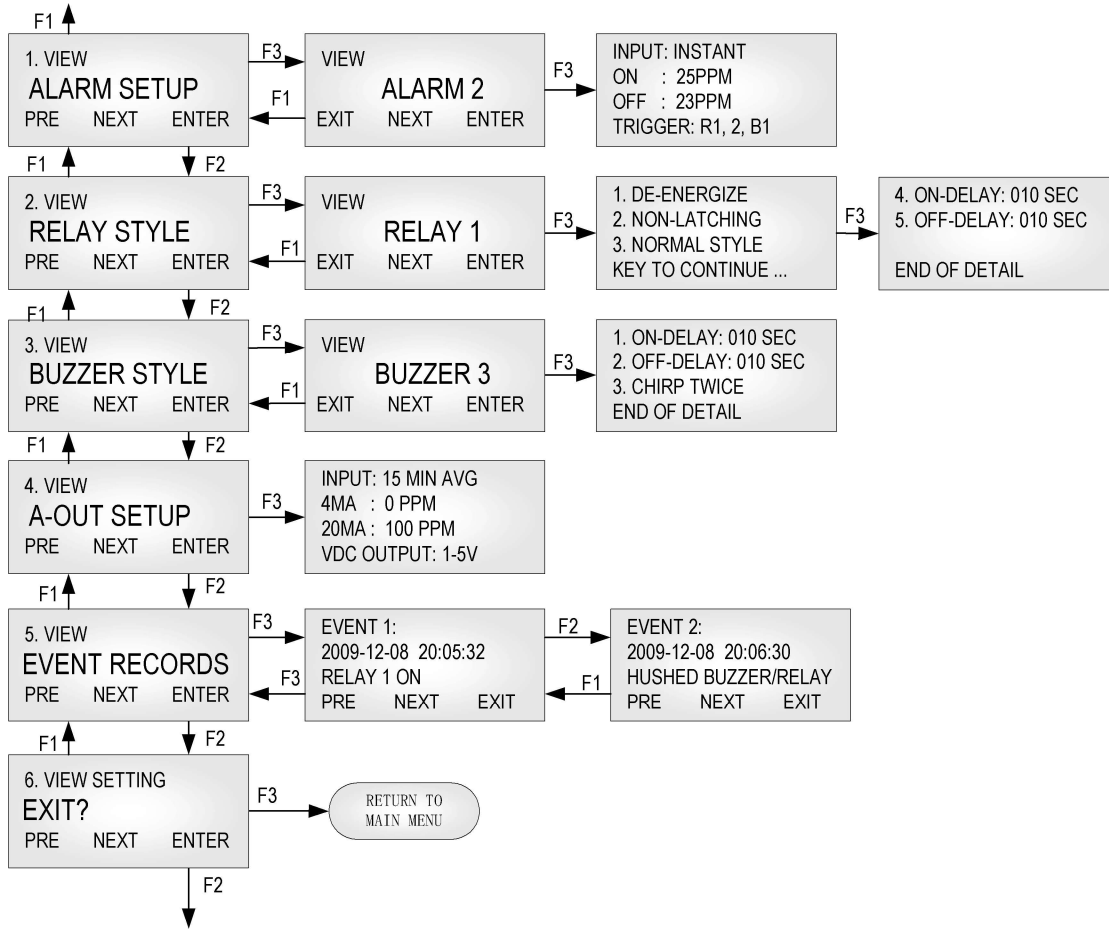 F1
1. VIEW
ALARM SETUP
PRE NEXT ENTER
F3
F1
VIEW
ALARM 2
EXIT NEXT ENTER
F3
INPUT: INSTANT
ON : 25PPM
OFF : 23PPM
TRIGGER: R1, 2, B1
F1
F2
2. VIEW
RELAY STYLE
PRE NEXT ENTER
F3
F1
VIEW
RELAY 1
EXIT NEXT ENTER
F3
1. DE-ENERGIZE
2. NON-LATCHING
3. NORMAL STYLE
KEY TO CONTINUE ...
F3
4. ON-DELAY: 010 SEC
5. OFF-DELAY: 010 SEC
END OF DETAIL
F1
F2
3. VIEW
BUZZER STYLE
PRE NEXT ENTER
F3
F1
VIEW
BUZZER 3
EXIT NEXT ENTER
F3
1. ON-DELAY: 010 SEC
2. OFF-DELAY: 010 SEC
3. CHIRP TWICE
END OF DETAIL
F1
F2
4. VIEW
A-OUT SETUP
PRE NEXT ENTER
F3
INPUT: 15 MIN AVG
4MA : 0 PPM
20MA : 100 PPM
VDC OUTPUT: 1-5V
F1
F2
5. VIEW
EVENT RECORDS
PRE NEXT ENTER
F3
F3
EVENT 1:
2009-12-08 20:05:32
RELAY 1 ON
PRE NEXT EXIT
F2
F1
EVENT 2:
2009-12-08 20:06:30
HUSHED BUZZER/RELAY
PRE NEXT EXIT
F1
F2
6. VIEW SETTING
EXIT?
PRE NEXT ENTER
F3
RETURN TO
MAIN MENU
F2